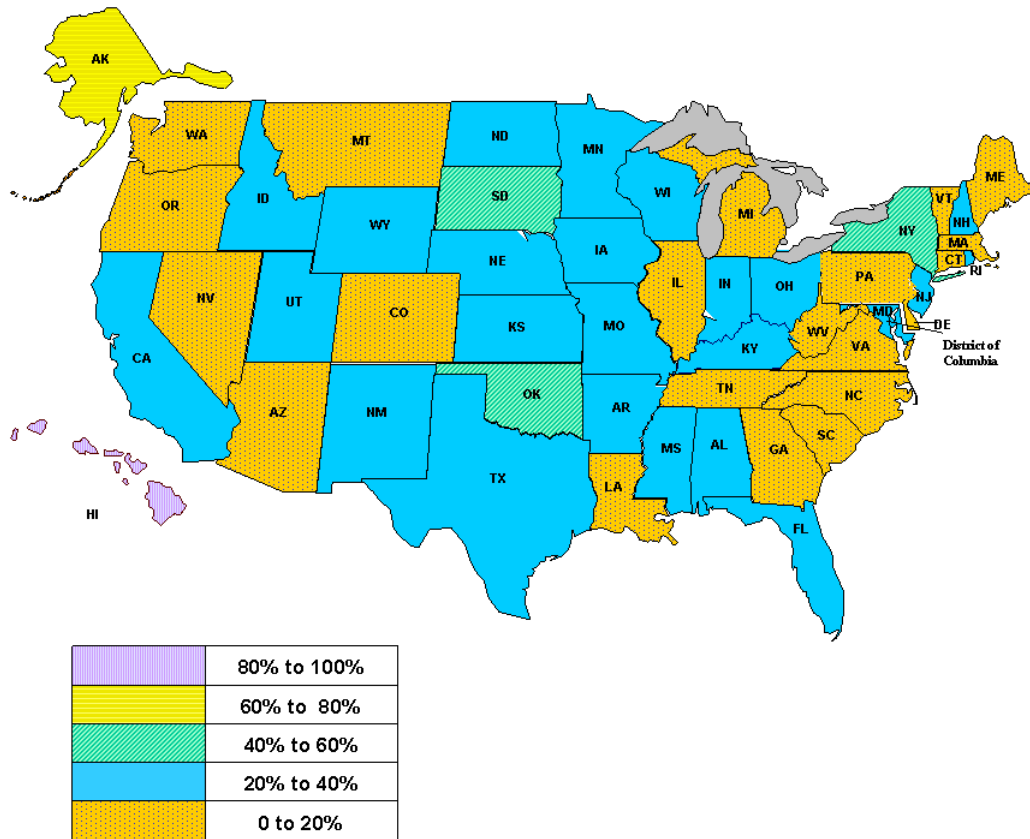 AK
WA
MT
ND
MN
ME
OR
ID
SD
WI
VT
NH
WY
MI
NY
MA
CT
RI
NE
IA
PA
NV
UT
CO
IL
IN
OH
NJ
MD
DE
District of
Columbia
CA
KS
MO
WV
VA
KY
AZ
NM
OK
AR
TN
NC
SC
MS
AL
GA
TX
LA
FL
HI
80% to 100%
60% to 80%
40% to 60%
20% to 40%
0 to 20%